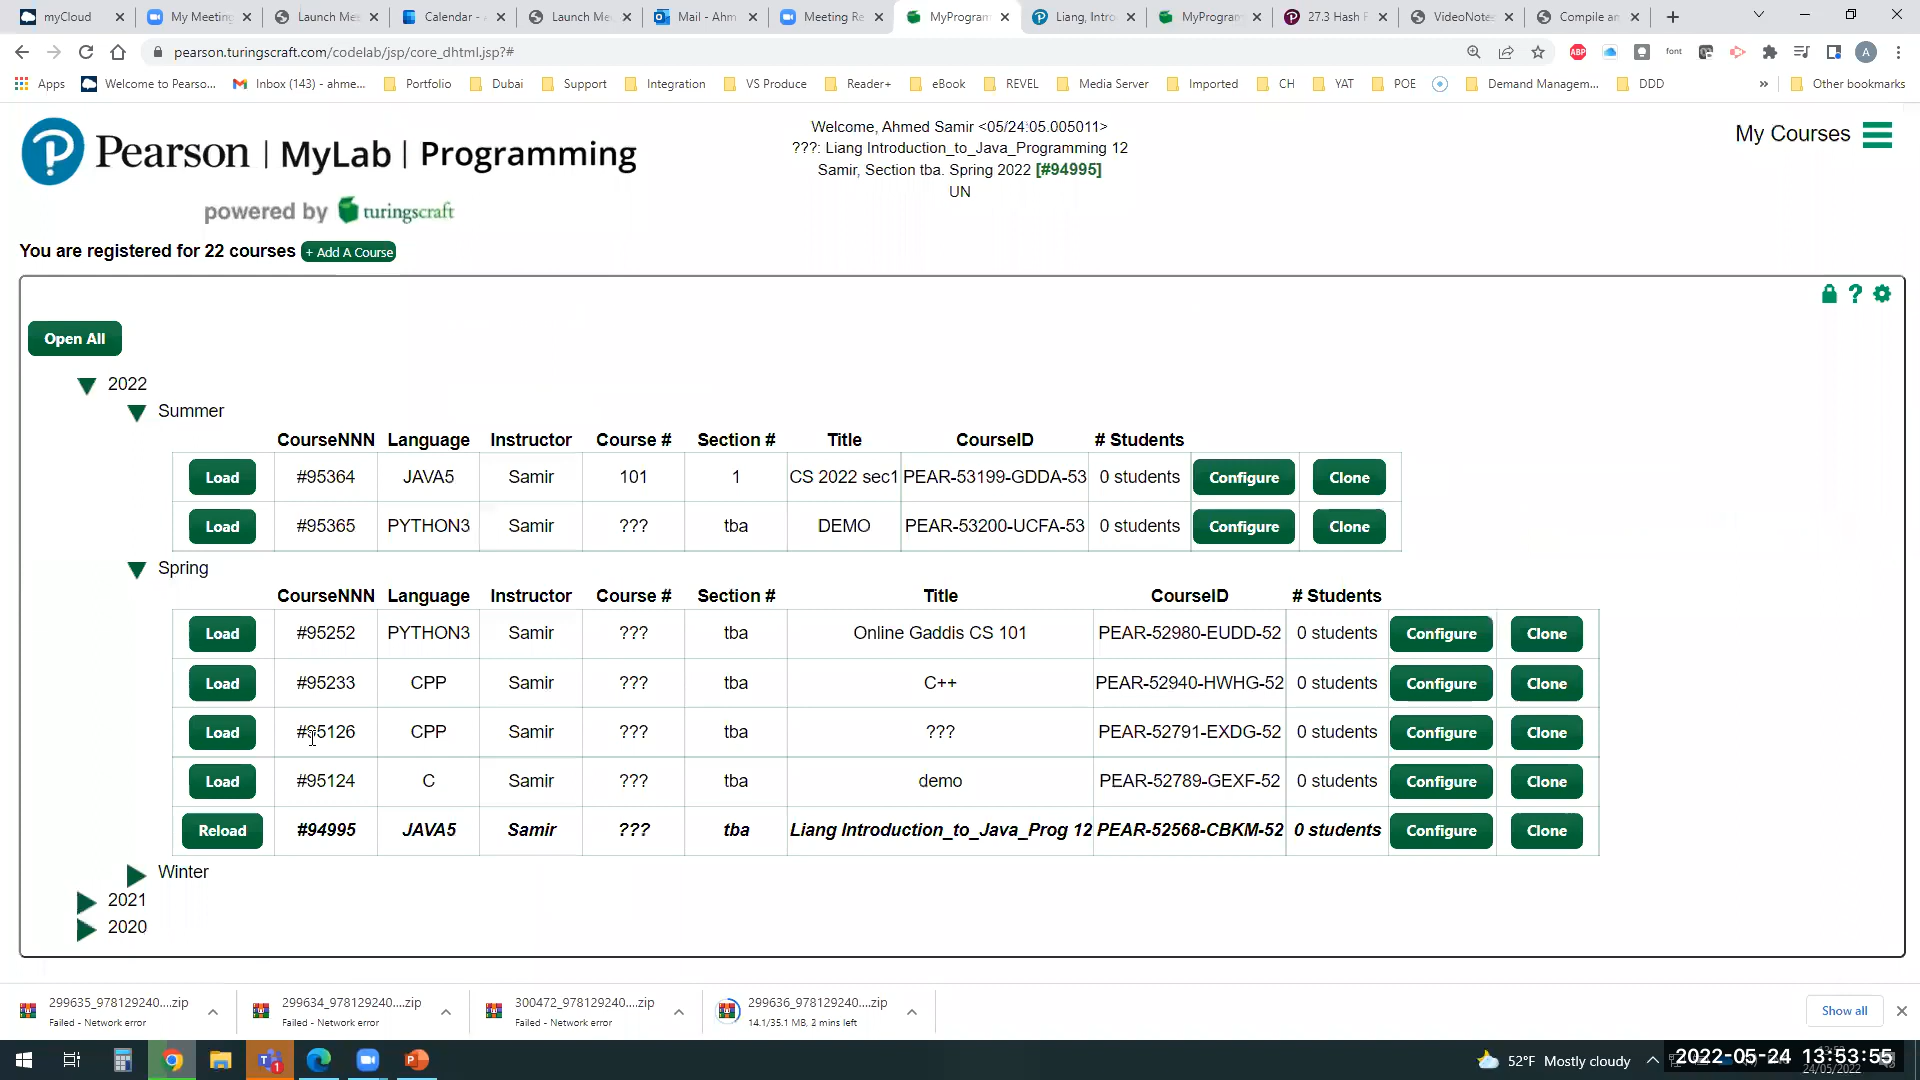 myCloud
My Meeting
Launch Me
Calendar - 
Launch Me
Mail - Ahm
Meeting Re
MyProgram
Liang, Intro
MyProgram
27.3 Hash F
VideoNote
Compile an
pearson.turingscraft.com/codelab/jsp/core_dhtml.jsp?#
ABP
font
A
Apps
Welcome to Pearso...
Inbox (143) - ahme...
Portfolio
Dubai
Support
Integration
VS Produce
Reader+
eBook
REVEL
Media Server
Imported
CH
YAT
POE
Demand Managem...
DDD
»
Other bookmarks
Pearson | MyLab | Programming
powered by turingscraft
Welcome, Ahmed Samir <05/24:05.005011>
???: Liang Introduction_to_Java_Programming 12
Samir, Section tba. Spring 2022 [#94995]
UN
My Courses
You are registered for 22 courses + Add A Course
?
Open All
2022
Summer
CourseNNN Language Instructor Course # Section # Title CourseID # Students
Load #95364 JAVA5 Samir 101 1 CS 2022 sec1 PEAR-53199-GDDA-53 0 students Configure Clone
Load #95365 PYTHON3 Samir ??? tba DEMO PEAR-53200-UCFA-53 0 students Configure Clone
Spring
CourseNNN Language Instructor Course # Section # Title CourseID # Students
Load #95252 PYTHON3 Samir ??? tba Online Gaddis CS 101 PEAR-52980-EUDD-52 0 students Configure Clone
Load #95233 CPP Samir ??? tba C++ PEAR-52940-HWHG-52 0 students Configure Clone
Load #95126 CPP Samir ??? tba ??? PEAR-52791-EXDG-52 0 students Configure Clone
Load #95124 C Samir ??? tba demo PEAR-52789-GEXF-52 0 students Configure Clone
Reload #94995 JAVA5 Samir ??? tba Liang Introduction_to_Java_Prog 12 PEAR-52568-CBKM-52 0 students Configure Clone
Winter
2021
2020
299635_978129240....zip
Failed - Network error
299634_978129240....zip
Failed - Network error
300472_978129240....zip
Failed - Network error
299636_978129240....zip
14.1/35.1 MB, 2 mins left
Show all
52°F Mostly cloudy
2022-05-24 13:53:55
24/05/2022